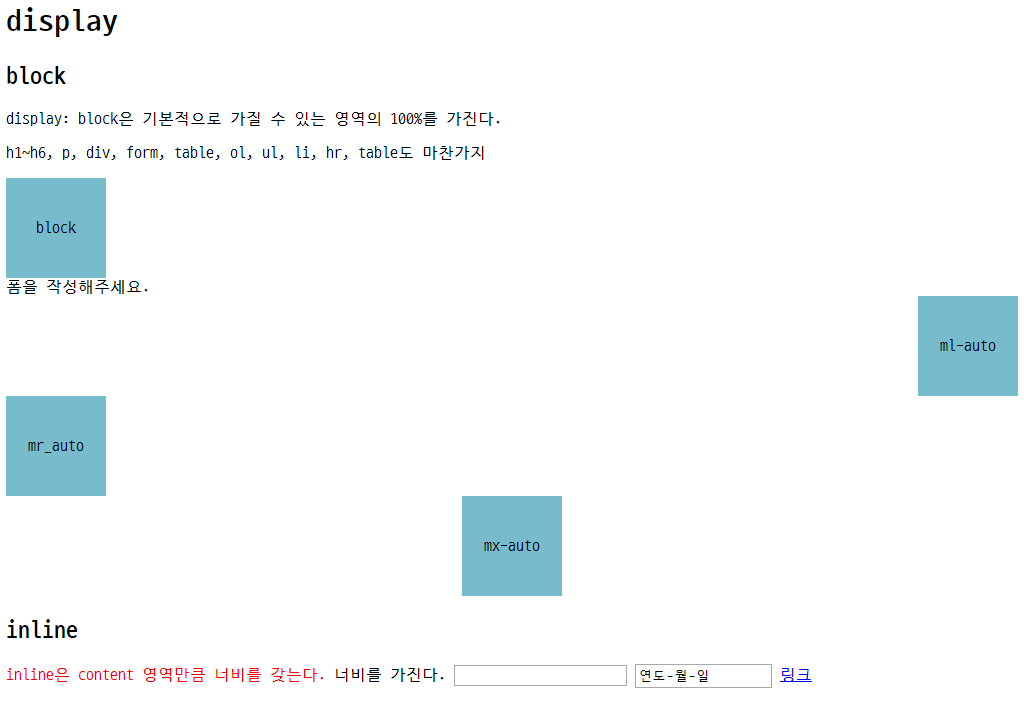 display
block
display: block은 기본적으로 가질 수 있는 영역의 100%를 가진다.
h1~h6, p, div, form, table, ol, ul, li, hr, table도 마찬가지
block
폼을 작성해주세요.
ml-auto
mr_auto
mx-auto
inline
inline은 content 영역만큼 너비를 갖는다. 너비를 가진다. 연도-월-일 링크